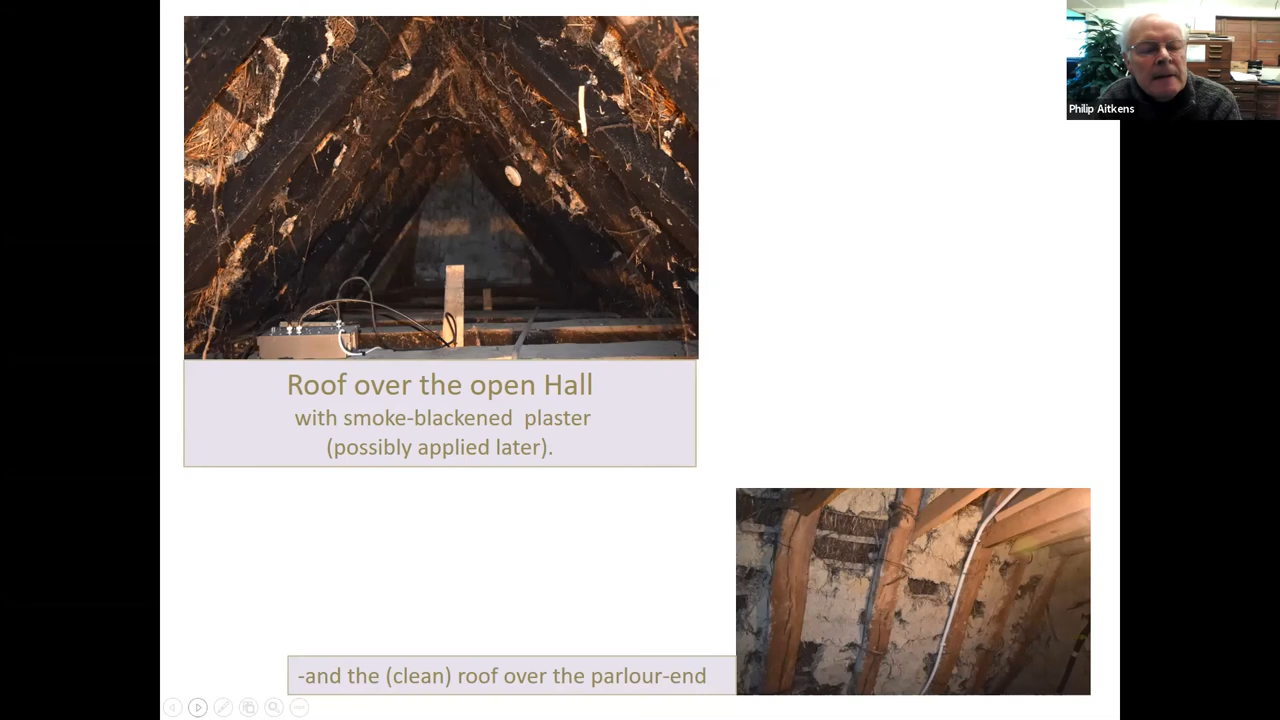 Philip Aitkens
Roof over the open Hall
with smoke-blackened plaster
(possibly applied later).
-and the (clean) roof over the parlour-end